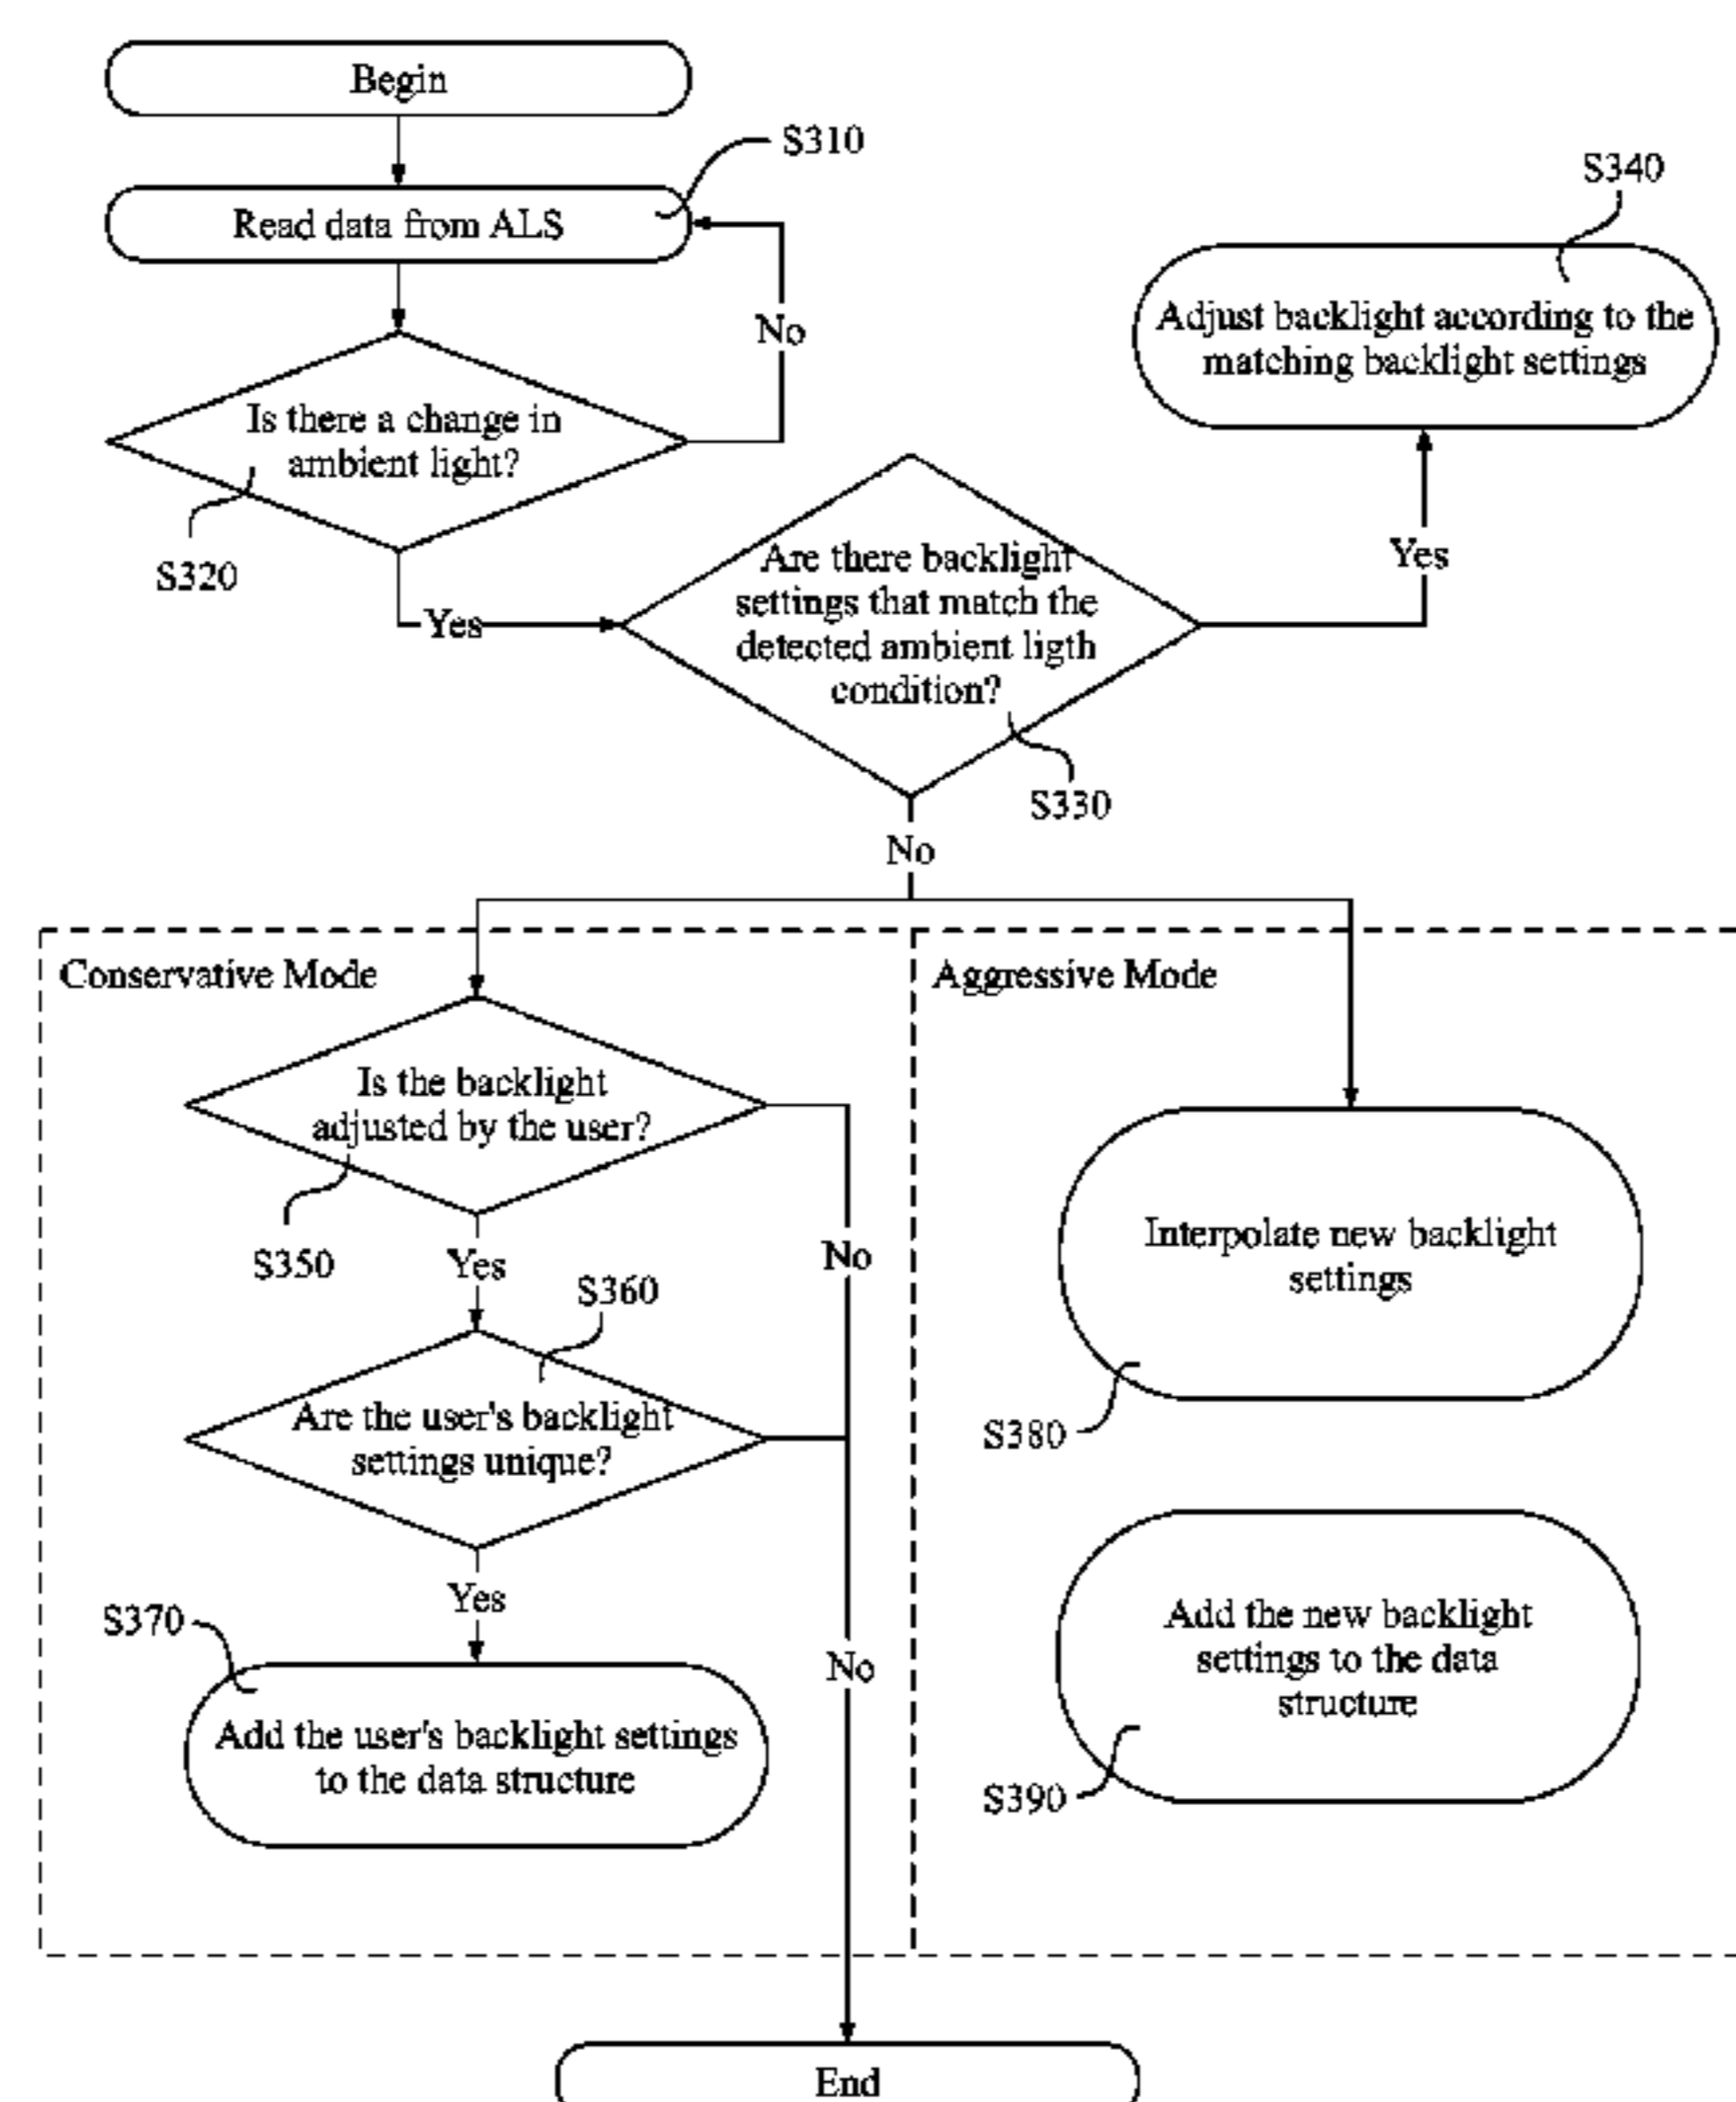 Begin
S310
Read data from ALS
S340
No
Adjust backlight according to the
matching backlight settings
Is there a change in
ambient light?
S320
Yes
Are there backlight
settings that match the
detected ambient ligth
condition?
Yes
S330
No
Conservative Mode
Aggressive Mode
Is the backlight
adjusted by the user?
S350
Yes
No
S360
Are the user's backlight
settings unique?
Yes
S370
No
Add the user's backlight settings
to the data structure
Interpolate new backlight
settings
S380
Add the new backlight
settings to the data
structure
S390
End